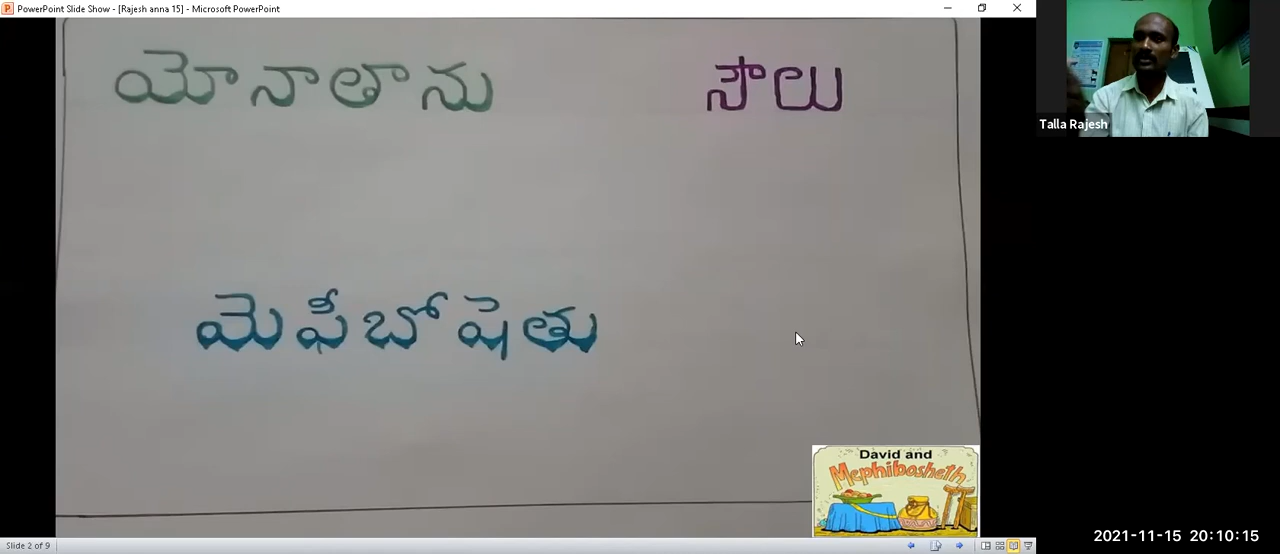 PowerPoint Slide Show - [Rajesh anna 15] - Microsoft PowerPoint
యోనాతాను సౌలు
Talla Rajesh
మెఫీబోషెతు
David and
Mephibosheth
2021-11-15 20:10:15
Slide 2 of 9